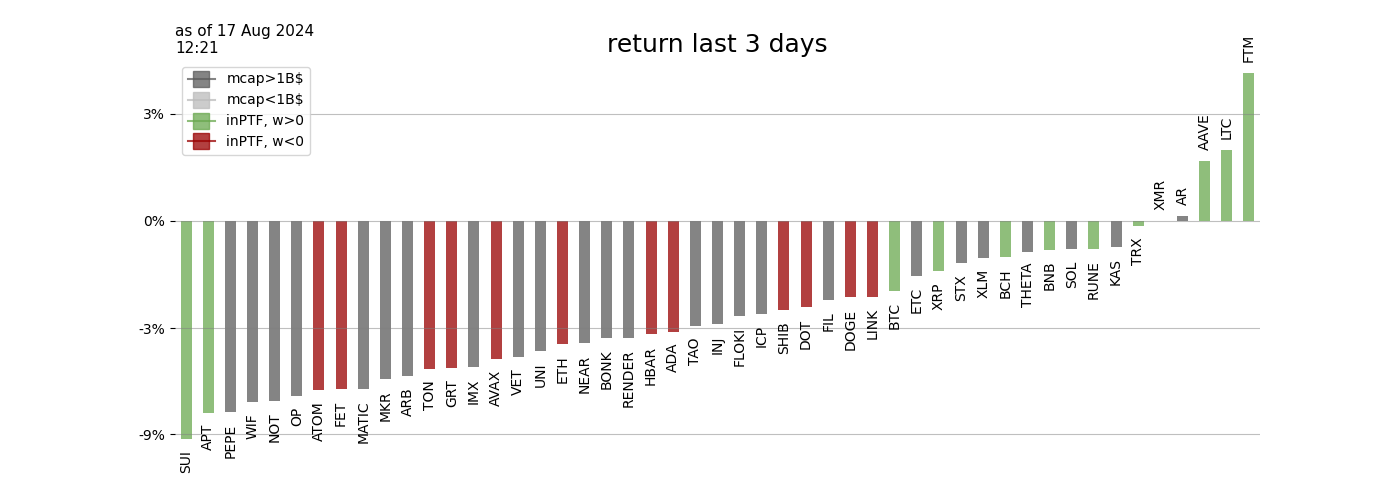 as of 17 Aug 2024
12:21
return last 3 days
mcap>1B$
mcap<1B$
inPTF, w>0
inPTF, w<0
3%
0%
-3%
-9%
SUI
APT
PEPE
WIF
NOT
OP
ATOM
FET
MATIC
MKR
ARB
TON
GRT
IMX
AVAX
VET
UNI
ETH
NEAR
BONK
RENDER
HBAR
ADA
TAO
INJ
FLOKI
ICP
SHIB
DOT
FIL
DOGE
LINK
BTC
ETC
XRP
STX
XLM
BCH
THETA
BNB
SOL
RUNE
KAS
TRX
XMR
AR
AAVE
LTC
FTM